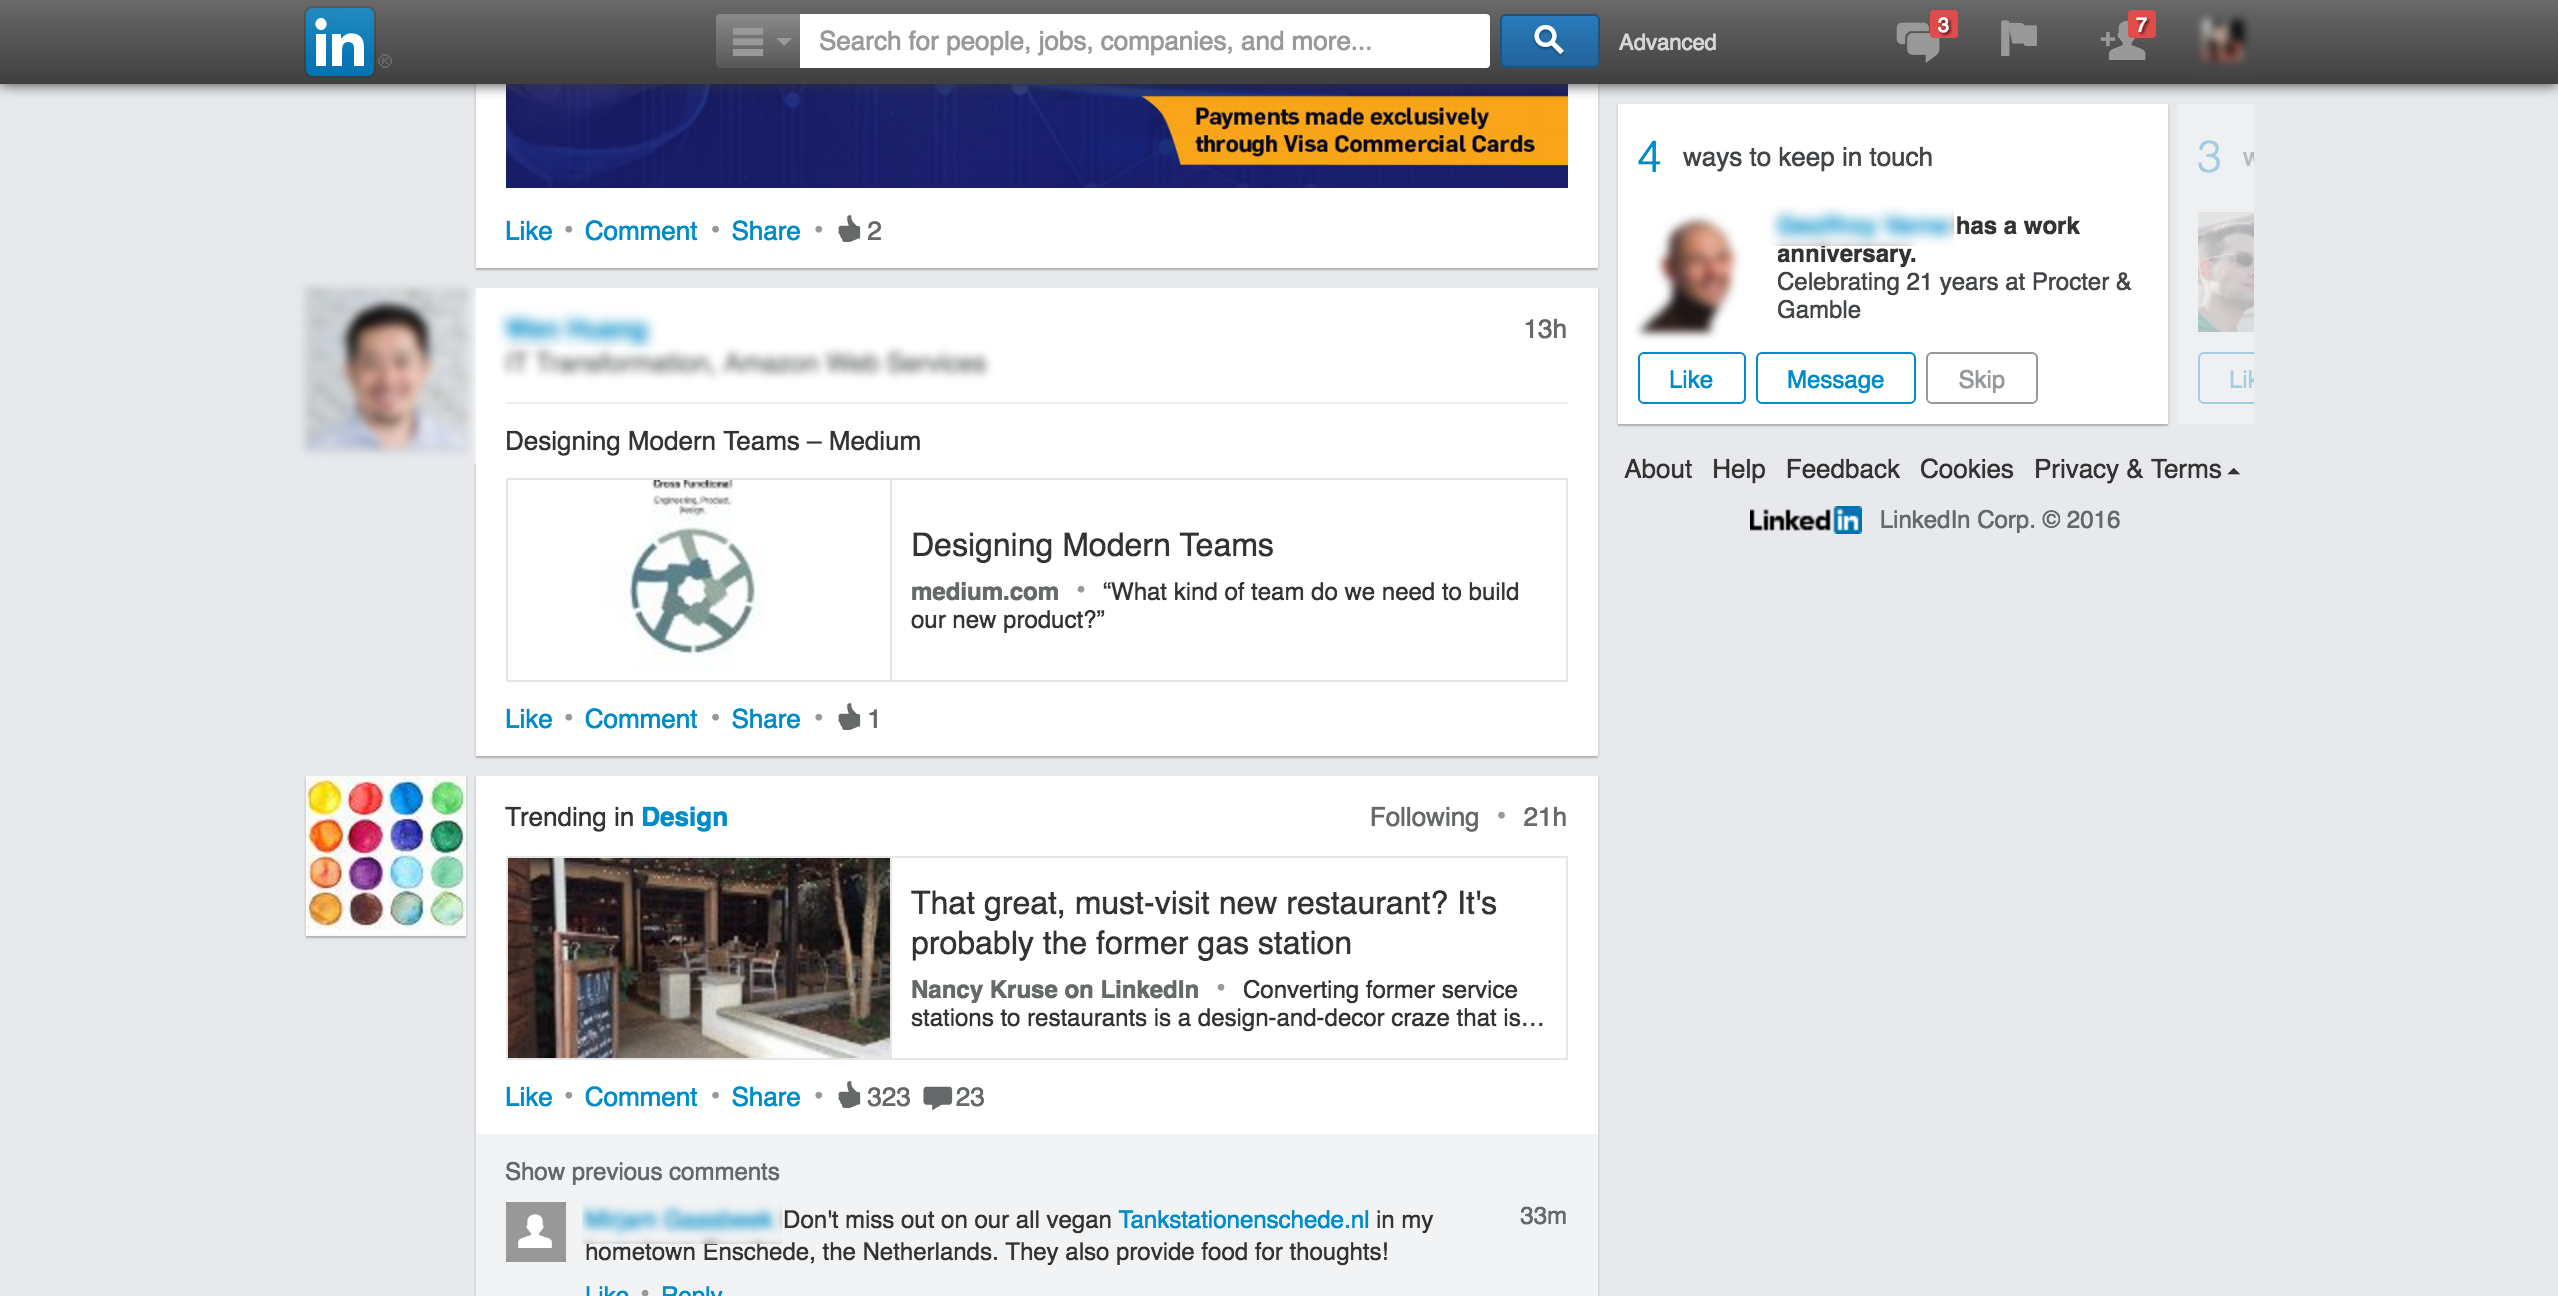 in ®
Search for people, jobs, companies, and more...
Advanced
3
7
Payments made exclusively
through Visa Commercial Cards
Like • Comment • Share • 2
13h
Designing Modern Teams – Medium
Cross Functional
Engineering, Product,
Design.
Designing Modern Teams
medium.com • “What kind of team do we need to build
our new product?”
Like • Comment • Share • 1
Trending in Design
Following • 21h
That great, must-visit new restaurant? It's
probably the former gas station
Nancy Kruse on LinkedIn • Converting former service
stations to restaurants is a design-and-decor craze that is…
Like • Comment • Share • 323 23
Show previous comments
Don't miss out on our all vegan Tankstationenschede.nl in my
33m
hometown Enschede, the Netherlands. They also provide food for thoughts!
Like • Reply
4 ways to keep in touch
has a work
anniversary.
Celebrating 21 years at Procter &
Gamble
Like Message Skip
3
About Help Feedback Cookies Privacy & Terms
Linked in LinkedIn Corp. © 2016